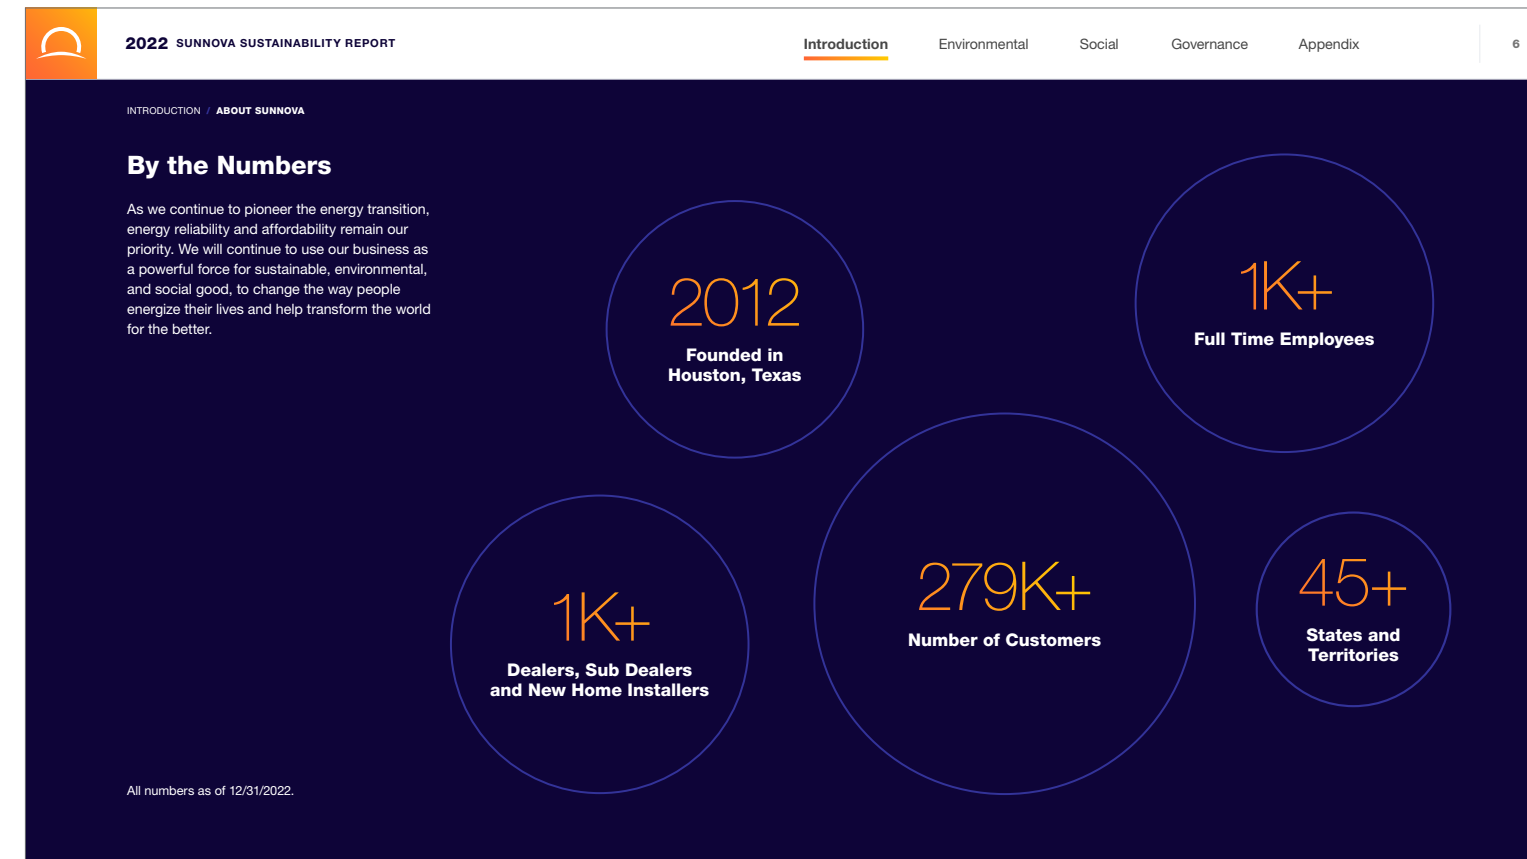 2022 SUNNOVA SUSTAINABILITY REPORT
Introduction Environmental Social Governance Appendix 6
INTRODUCTION / ABOUT SUNNOVA
By the Numbers
As we continue to pioneer the energy transition,
energy reliability and affordability remain our
priority. We will continue to use our business as
a powerful force for sustainable, environmental,
and social good, to change the way people
energize their lives and help transform the world
for the better.
2012
Founded in
Houston, Texas
1K+
Full Time Employees
1K+
Dealers, Sub Dealers
and New Home Installers
279K+
Number of Customers
45+
States and
Territories
All numbers as of 12/31/2022.